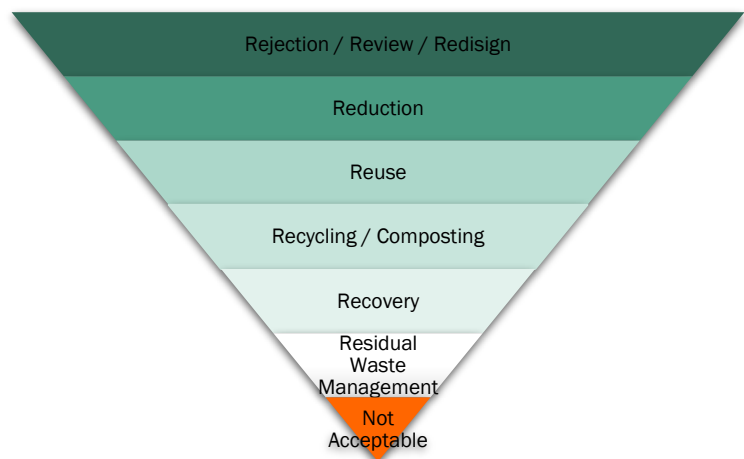 Rejection / Review / Redisign
Reduction
Reuse
Recycling / Composting
Recovery
Residual
Waste
Management
Not
Acceptable